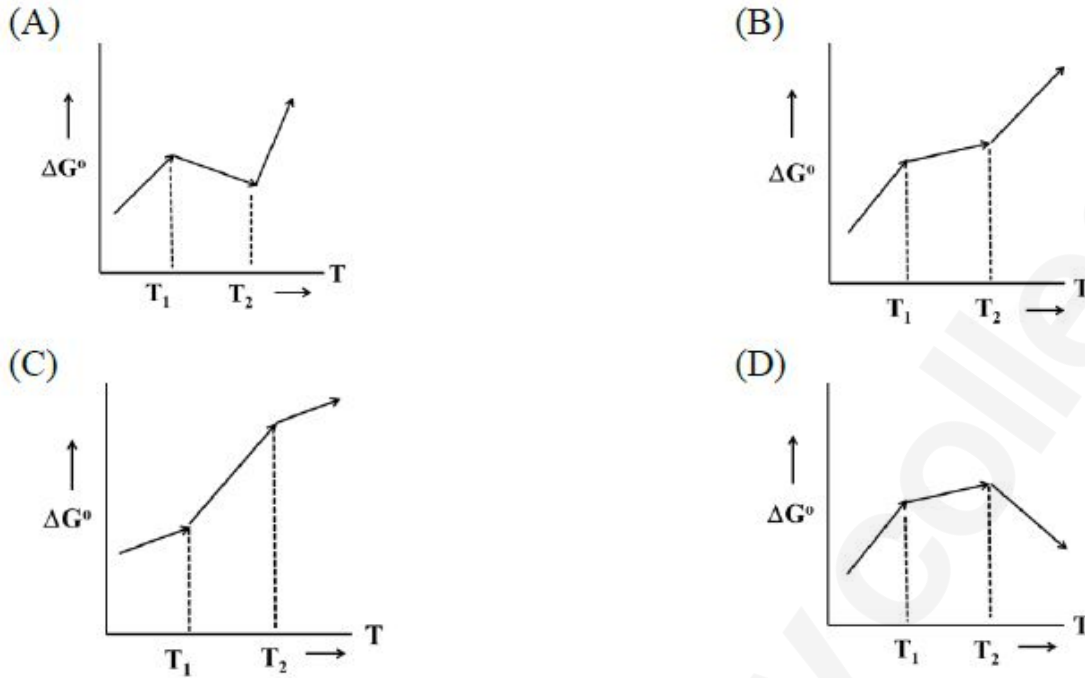 (A)
ΔG°
T₁ T₂ T
(B)
ΔG°
T₁ T₂ T
(C)
ΔG°
T₁ T₂ T
(D)
ΔG°
T₁ T₂ T